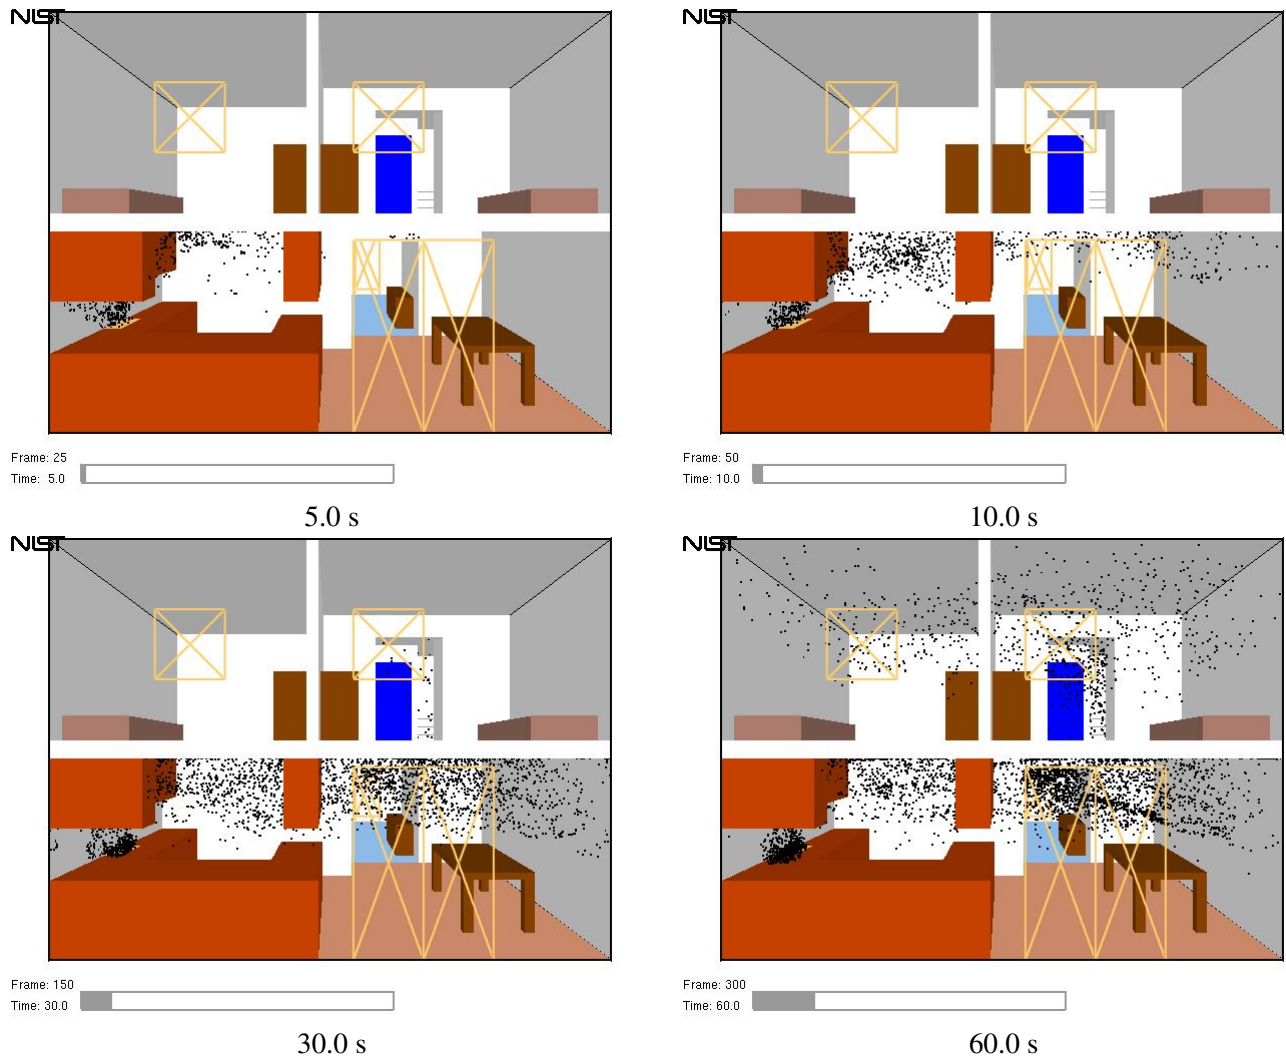 NIST
NIST
Frame: 25
Time: 5.0
Frame: 50
Time: 10.0
5.0 s
10.0 s
NIST
NIST
Frame: 150
Time: 30.0
Frame: 300
Time: 60.0
30.0 s
60.0 s